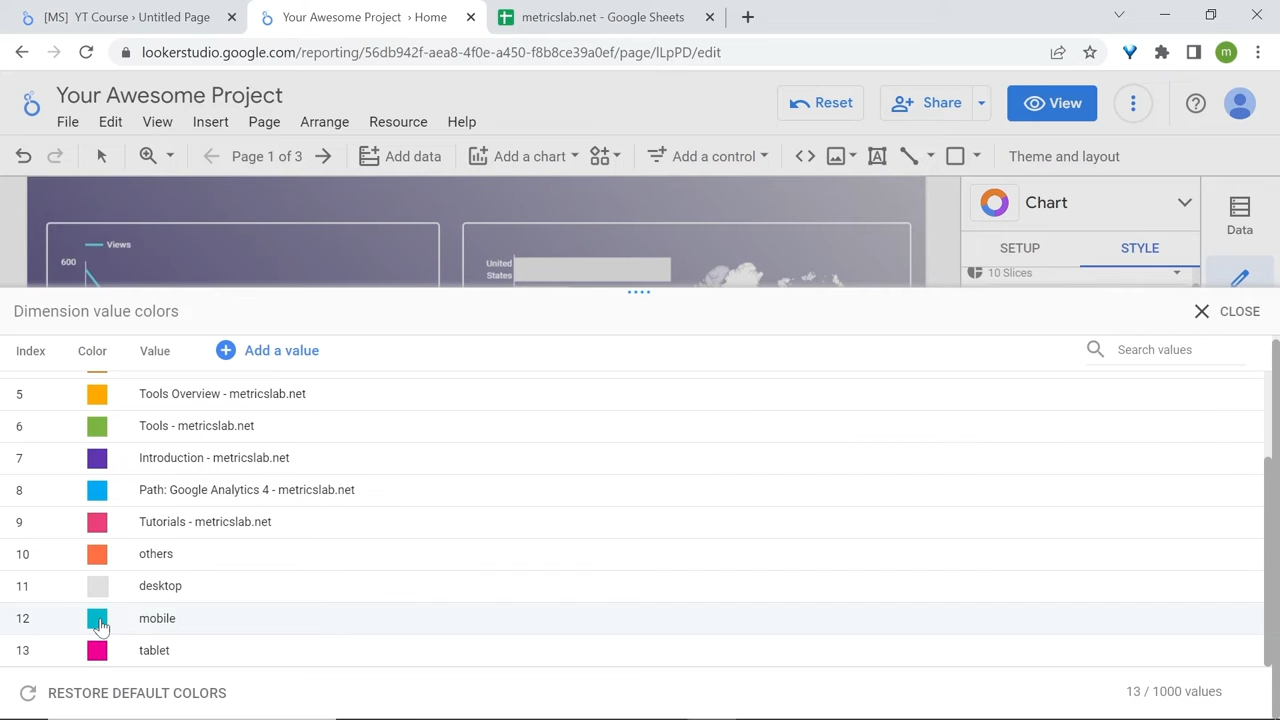 [MS] YT Course › Untitled Page
Your Awesome Project › Home
metricslab.net - Google Sheets
lookerstudio.google.com/reporting/56db942f-aea8-4f0e-a450-f8b8ce39a0ef/page/lLpPD/edit
m
Your Awesome Project
Reset
Share
View
File Edit View Insert Page Arrange Resource Help
Page 1 of 3
Add data
Add a chart
Add a control
Theme and layout
Views
600
United
States
Chart
SETUP
STYLE
10 Slices
Data
Dimension value colors
CLOSE
Index Color Value Add a value
Search values
5 Tools Overview - metricslab.net
6 Tools - metricslab.net
7 Introduction - metricslab.net
8 Path: Google Analytics 4 - metricslab.net
9 Tutorials - metricslab.net
10 others
11 desktop
12 mobile
13 tablet
RESTORE DEFAULT COLORS
13 / 1000 values